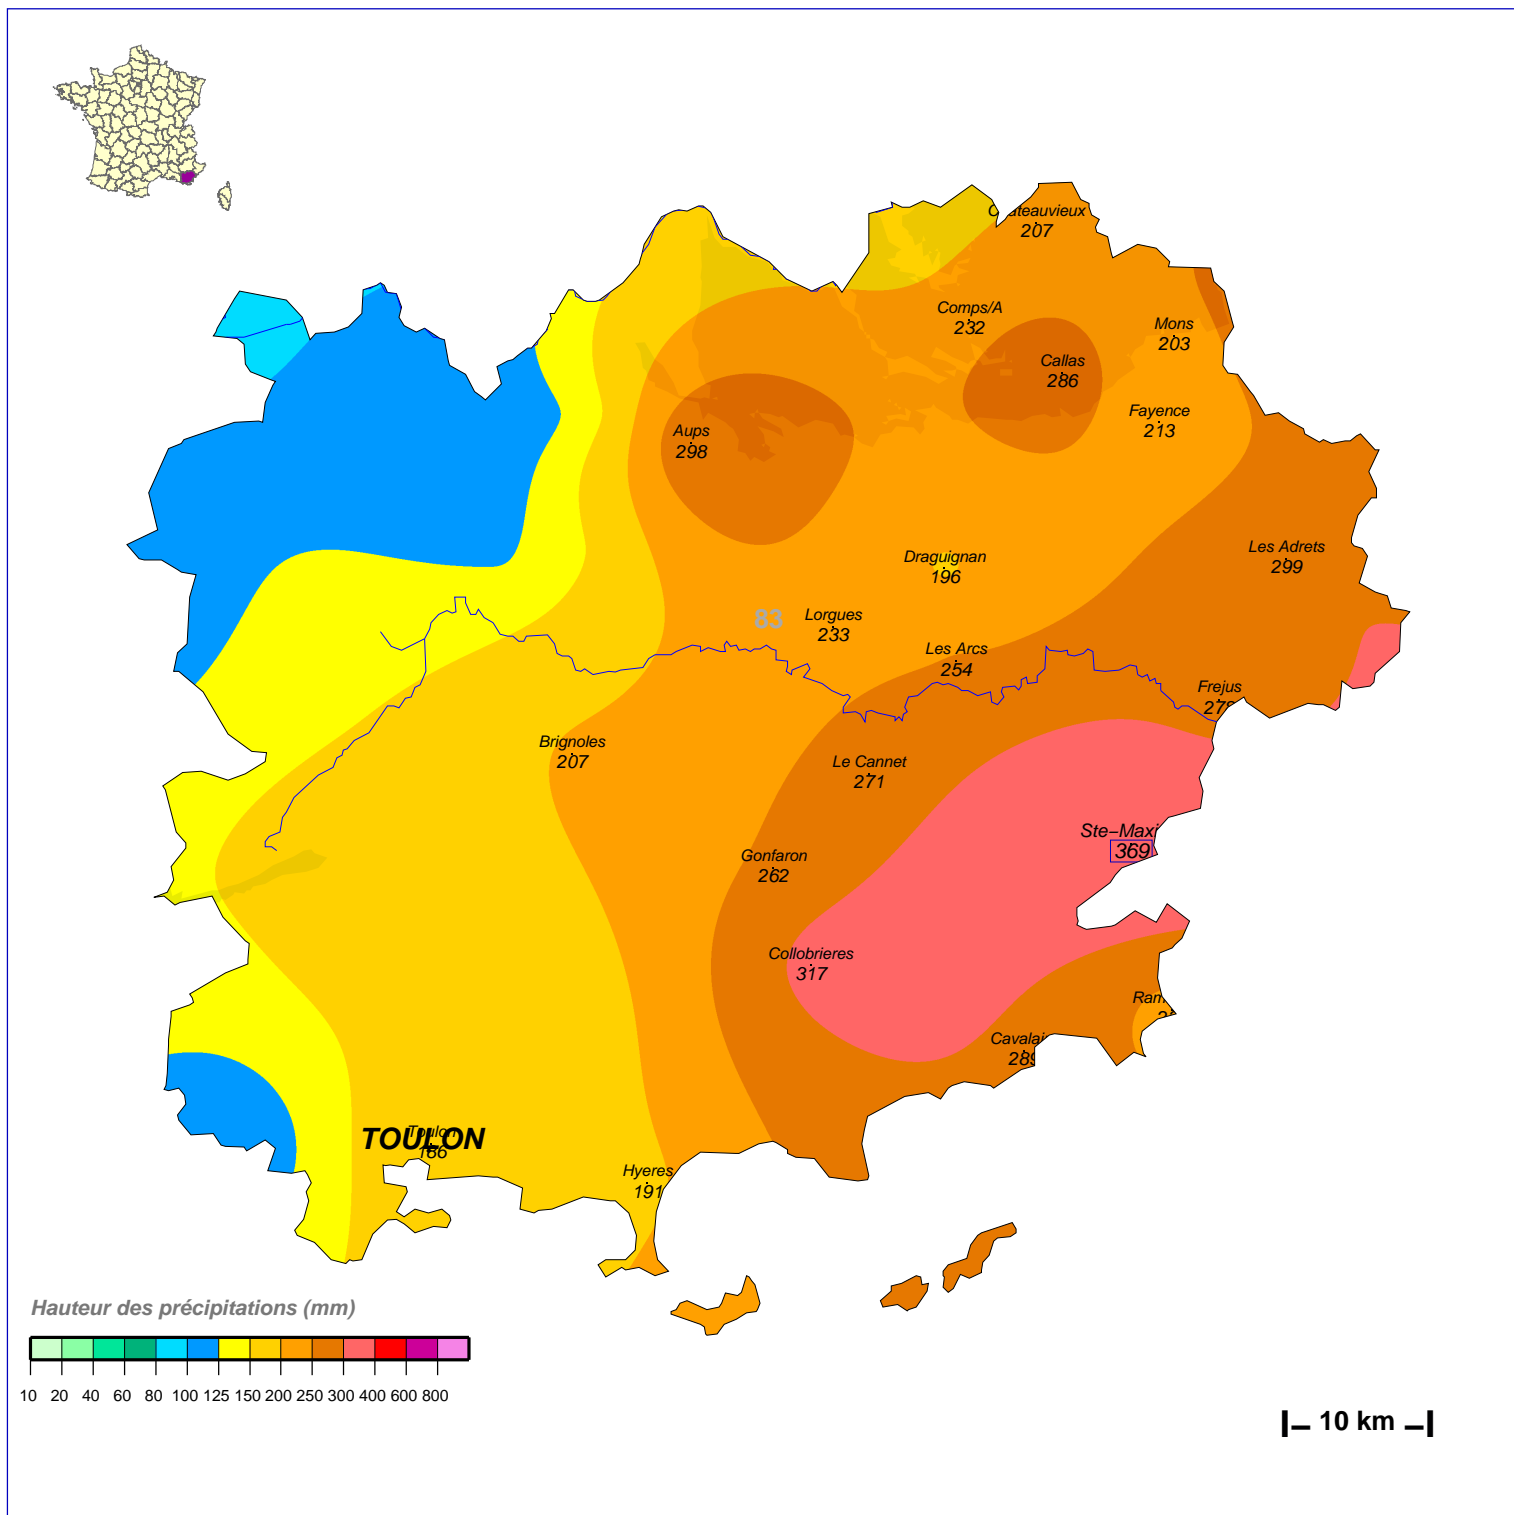 207
Comps/A
232
Mons
203
Callas
286
Fayence
213
Aups
298
Les Adrets
299
Draguignan
196
83
Lorgues
233
Les Arcs
254
Frejus
Brignoles
207
Le Cannet
271
Ste–Maxi
369
Gonfaron
262
Collobrieres
317
TOULON
Toulon
Hyeres
191
Hauteur des précipitations (mm)
10 20 40 60 80 100 125 150 200 250 300 400 600 800
10 km